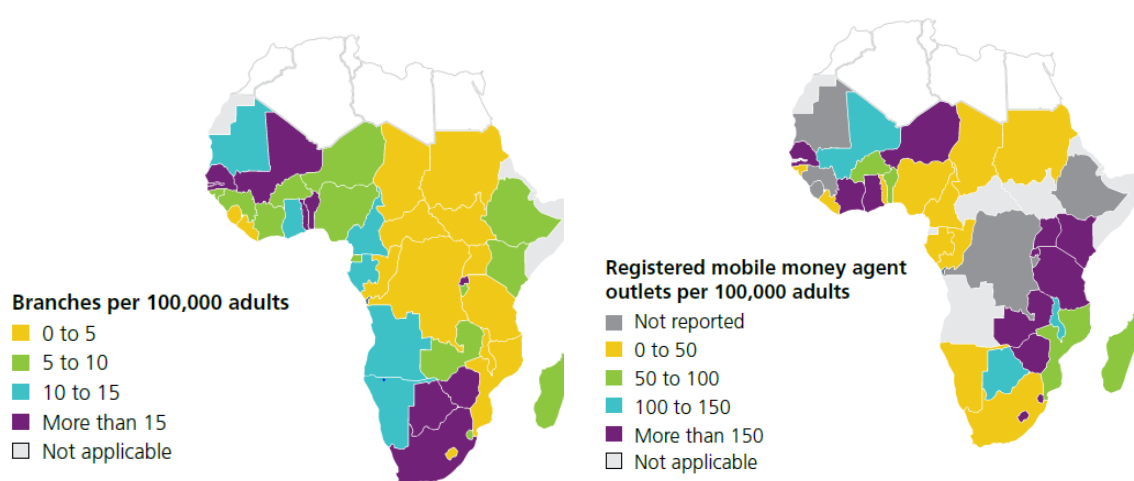 Branches per 100,000 adults
0 to 5
5 to 10
10 to 15
More than 15
Not applicable
Registered mobile money agent
outlets per 100,000 adults
Not reported
0 to 50
50 to 100
100 to 150
More than 150
Not applicable